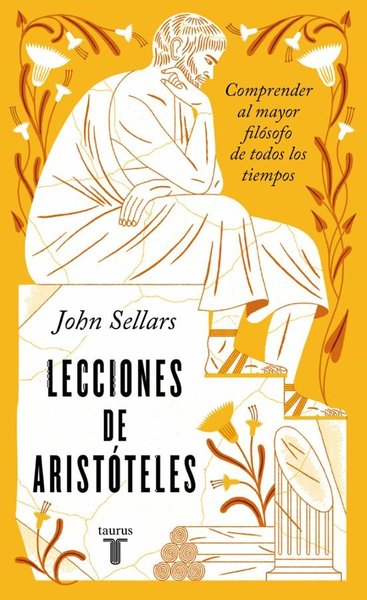 Comprender
al mayor
filósofo
de todos los
tiempos
John Sellars
LECCIONES
DE
ARISTÓTELES
taurus
T